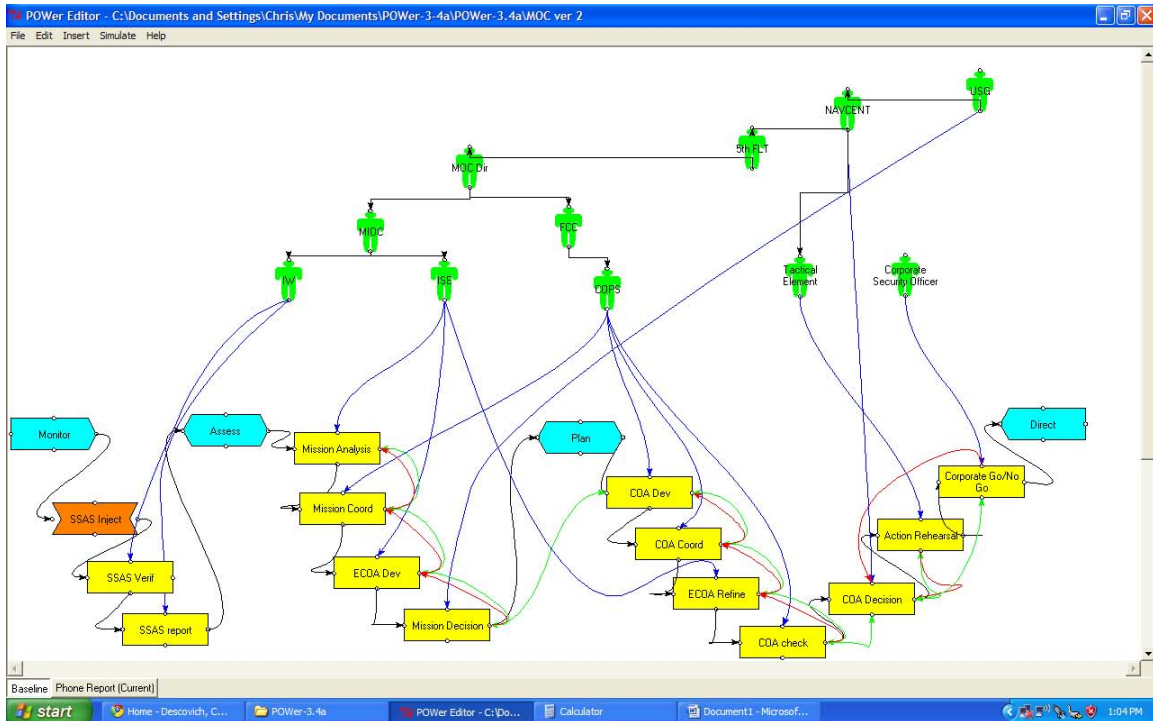 POWer Editor - C:\Documents and Settings\Chris\My Documents\POWer-3-4a\POWer-3.4a\MOC ver 2
File Edit Insert Simulate Help
USG
NAVCENT
5th FLT
MOC Dir
MIOC
FCC
IW
ISE
COPS
Tactical
Element
Corporate
Security Officer
Monitor
Assess
Plan
Direct
Mission Analysis
Corporate Go/No
Go
COA Dev
Mission Coord
SSAS Inject
Action Rehearsal
COA Coord
SSAS Verif
ECOA Dev
ECOA Refine
COA Decision
SSAS report
Mission Decision
COA check
Baseline Phone Report (Current)
start Home - Descovich, C... POWer-3.4a POWer Editor - C:\Do... Calculator Document1 - Microsof... 1:04 PM